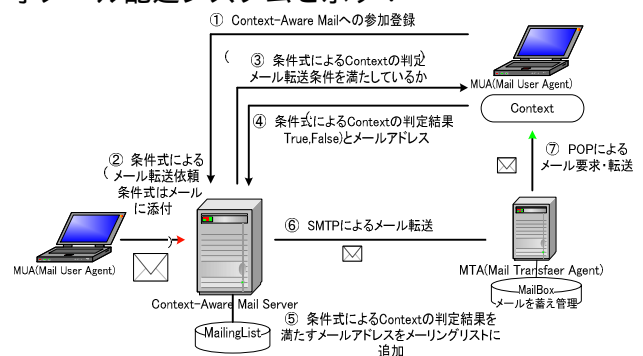 ① Context-Aware Mailへの参加登録
( ③ 条件式によるContextの判定)
メール転送条件を満たしているか
MUA(Mail User Agent)
Context
④ 条件式によるContextの判定結果
True,False)とメールアドレス
② 条件式による
(メール転送依頼
条件式はメール
に添付
)
⑦ POPによる
メール要求・転送
⑥ SMTPによるメール転送
MUA(Mail User Agent)
MTA(Mail Transfaer Agent)
MailBox
メールを蓄え管理
Context-Aware Mail Server
MailingList
⑤ 条件式によるContextの判定結果を
満たすメールアドレスをメーリングリストに
追加